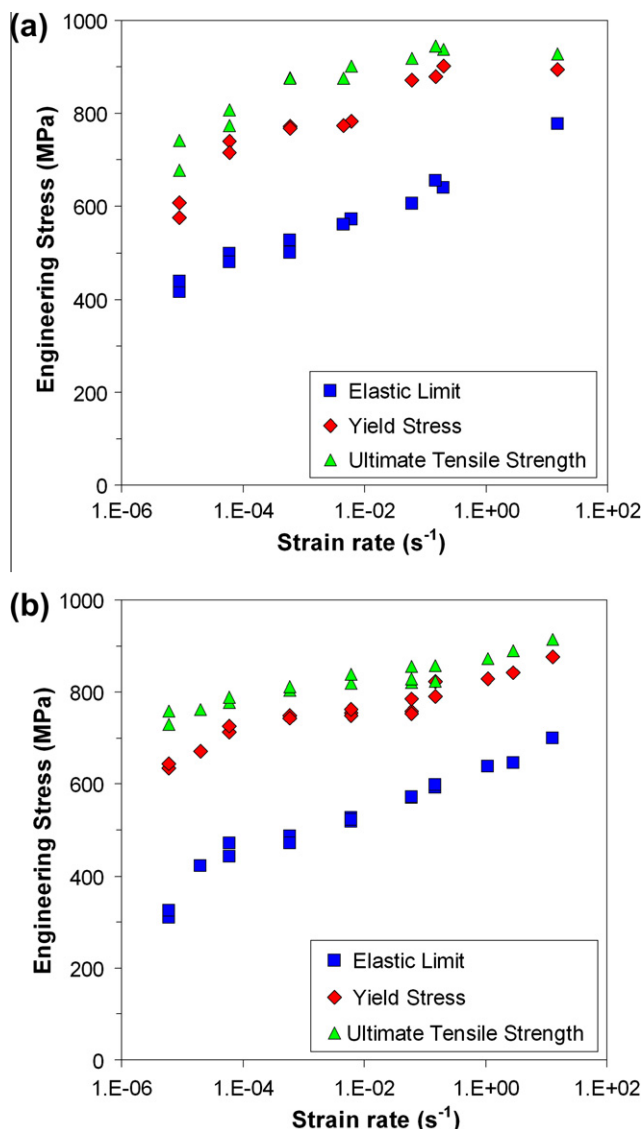 (a)
1000
800
600
400
200
0
Engineering Stress (MPa)
Elastic Limit
Yield Stress
Ultimate Tensile Strength
1.E-06 1.E-04 1.E-02 1.E+00 1.E+02
Strain rate (s⁻¹)
(b)
1000
800
600
400
200
0
Engineering Stress (MPa)
Elastic Limit
Yield Stress
Ultimate Tensile Strength
1.E-06 1.E-04 1.E-02 1.E+00 1.E+02
Strain rate (s⁻¹)